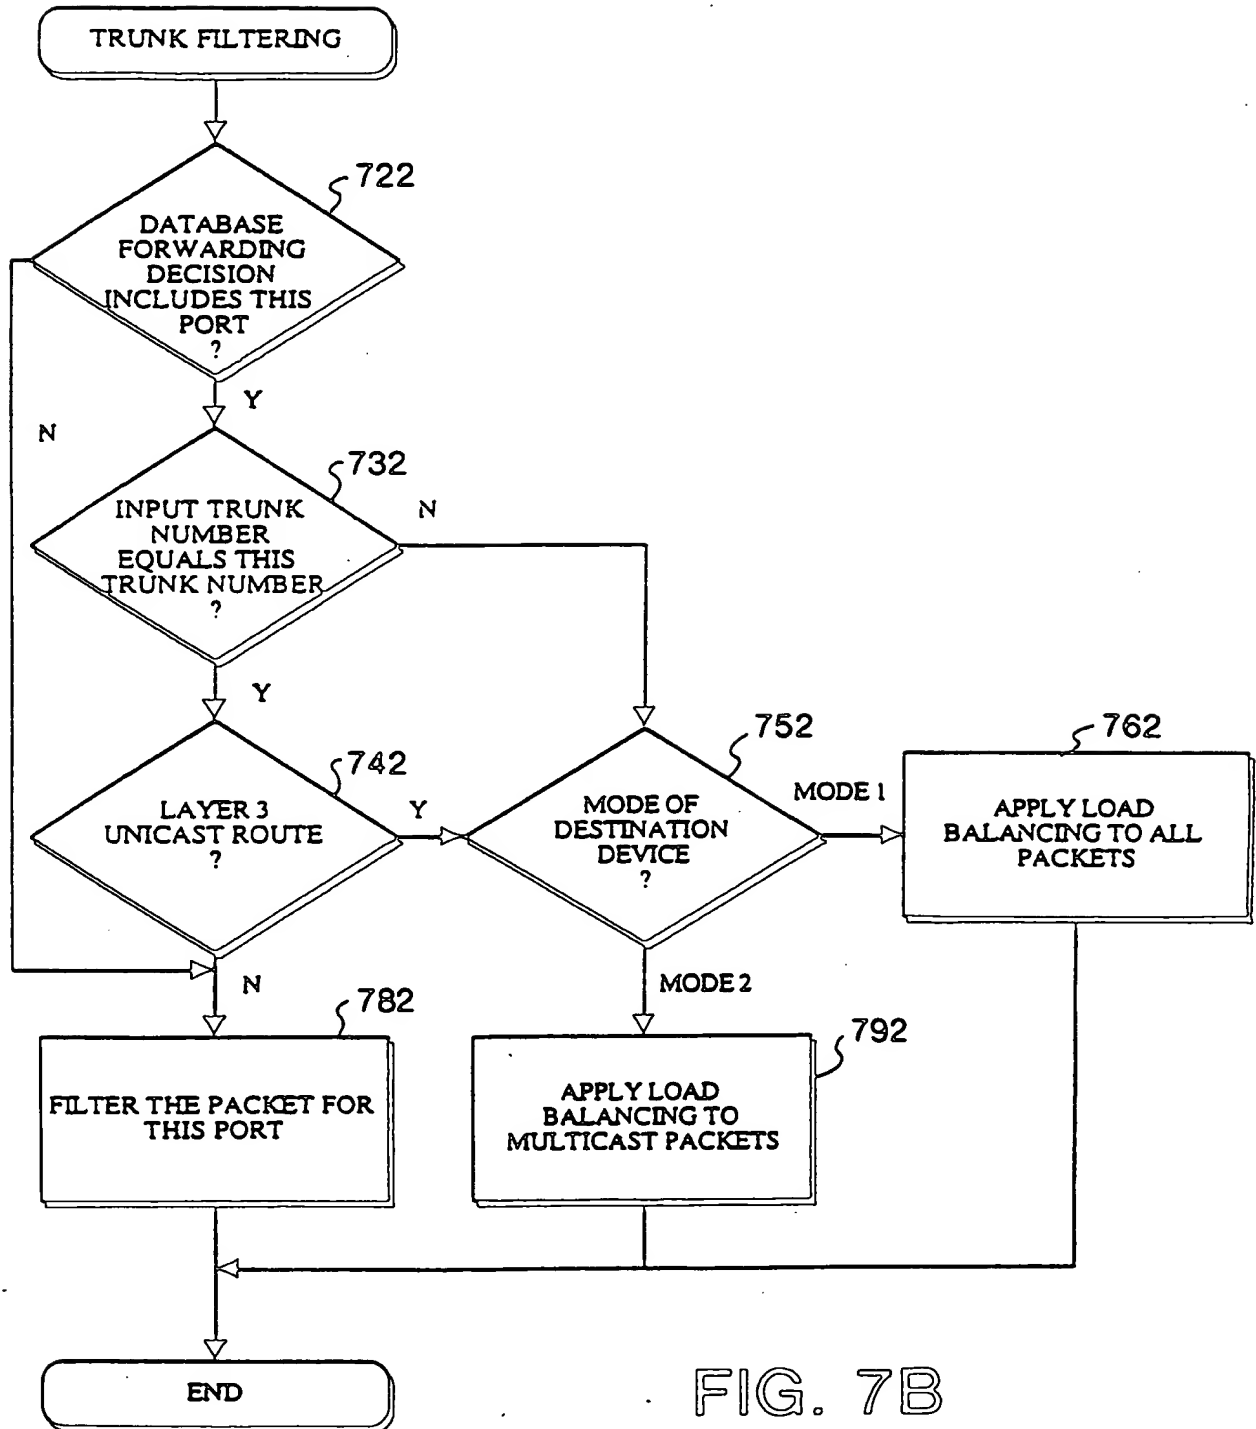 TRUNK FILTERING
722
DATABASE
FORWARDING
DECISION
INCLUDES THIS
PORT
?
Y
N
732
INPUT TRUNK
NUMBER
EQUALS THIS
TRUNK NUMBER
?
N
Y
742
LAYER 3
UNICAST ROUTE
?
Y
752
MODE OF
DESTINATION
DEVICE
?
MODE 1
762
APPLY LOAD
BALANCING TO ALL
PACKETS
N
MODE 2
782
FILTER THE PACKET FOR
THIS PORT
792
APPLY LOAD
BALANCING TO
MULTICAST PACKETS
END
FIG. 7B